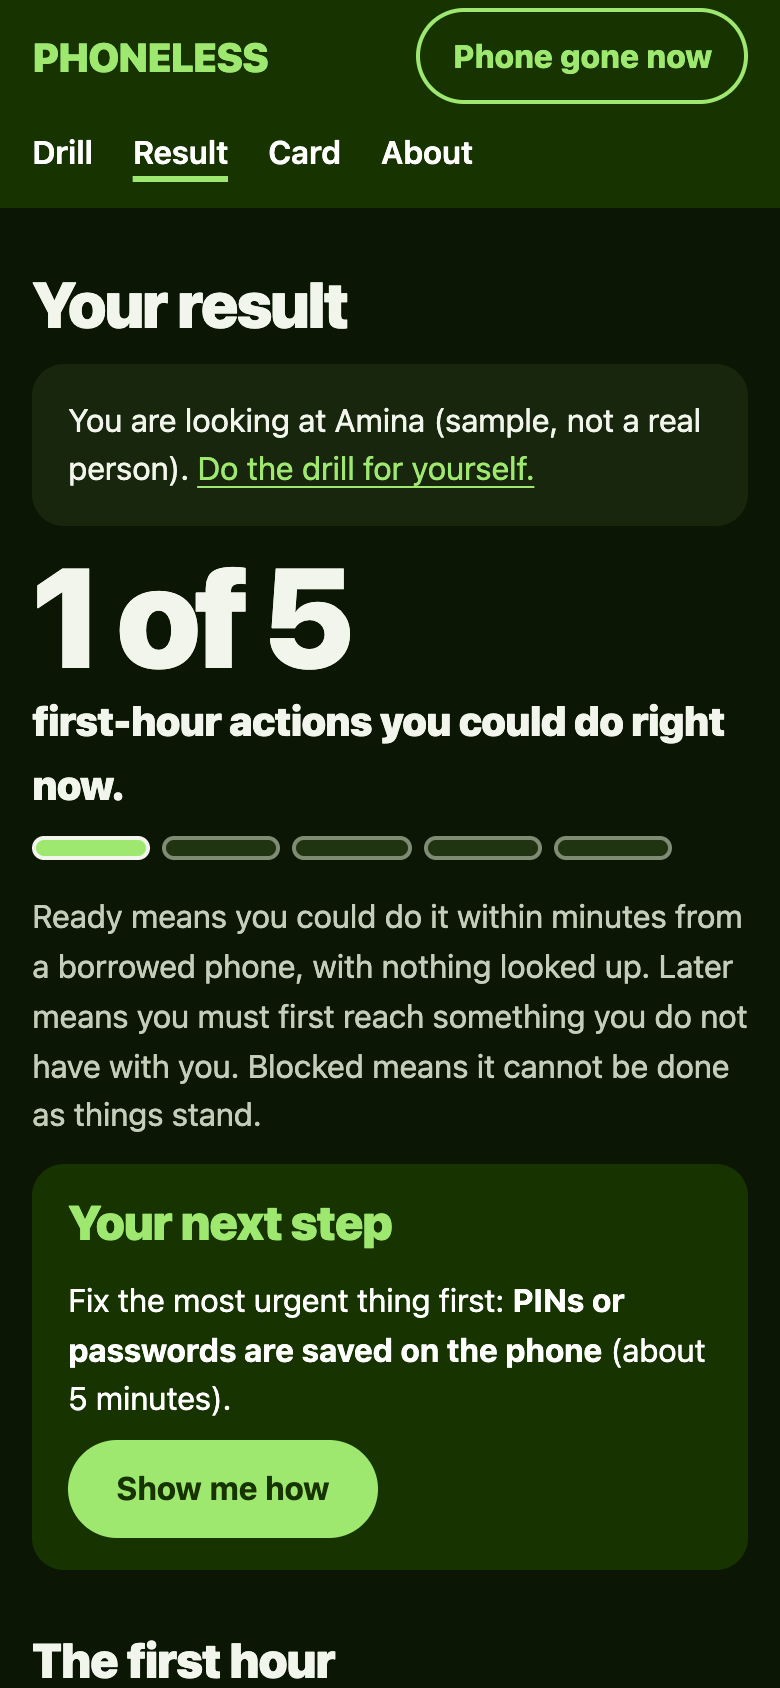 PHONELESS
Phone gone now
Drill Result Card About
Your result
You are looking at Amina (sample, not a real
person). Do the drill for yourself.
1 of 5
first-hour actions you could do right
now.
Ready means you could do it within minutes from
a borrowed phone, with nothing looked up. Later
means you must first reach something you do not
have with you. Blocked means it cannot be done
as things stand.
Your next step
Fix the most urgent thing first: PINs or
passwords are saved on the phone (about
5 minutes).
Show me how
The first hour